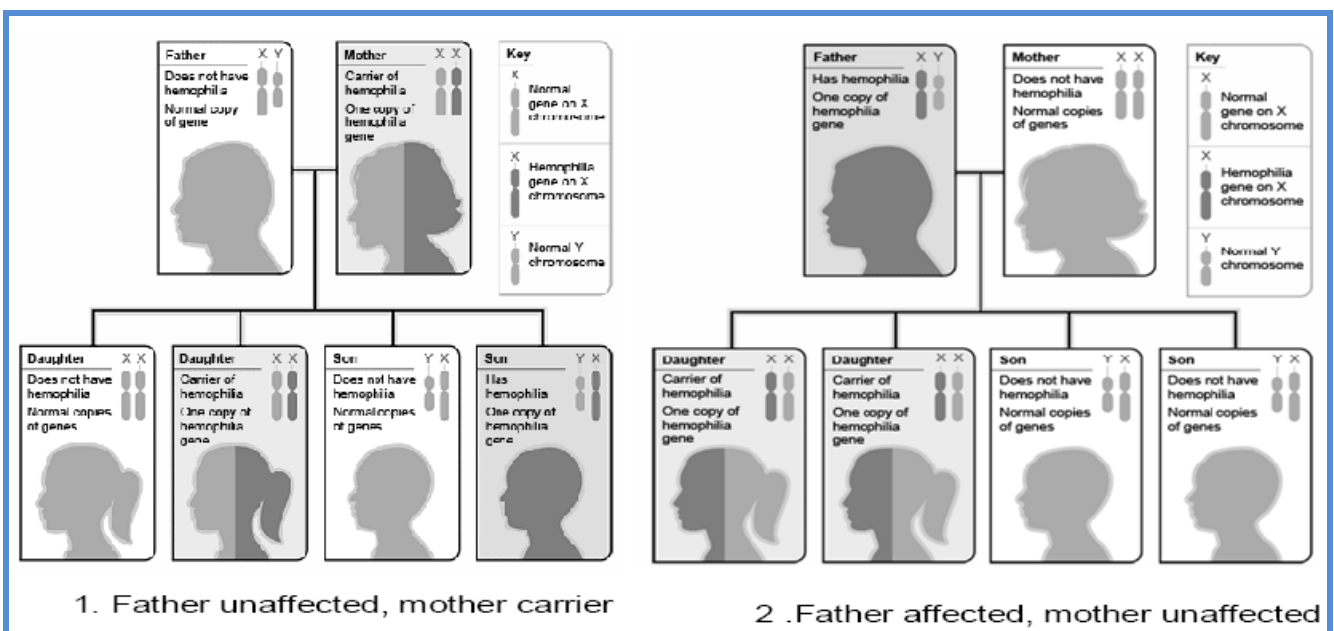 Father X Y
Does not have
hemophilia
Normal copy
of gene
Mother X X
Carrier of
hemophilia
One copy of
hemophilia
gene
Key
X
Normal
gene on X
chromosome
X
Hemophilia
gene on X
chromosome
Y
Normal Y
chromosome
Daughter X X
Does not have
hemophilia
Normal copies
of genes
Daughter X X
Carrier of
hemophilia
One copy of
hemophilia
gene
Son Y X
Does not have
hemophilia
Normal copies
of genes
Son Y X
Has
hemophilia
One copy of
hemophilia
gene
1. Father unaffected, mother carrier
Father X Y
Has hemophilia
One copy of
hemophilia
gene
Mother X X
Does not have
hemophilia
Normal copies
of genes
Key
X
Normal
gene on X
chromosome
X
Hemophilia
gene on X
chromosome
Y
Normal Y
chromosome
Daughter X X
Carrier of
hemophilia
One copy of
hemophilia
gene
Daughter X X
Carrier of
hemophilia
One copy of
hemophilia
gene
Son Y X
Does not have
hemophilia
Normal copies
of genes
Son Y X
Does not have
hemophilia
Normal copies
of genes
2 .Father affected, mother unaffected